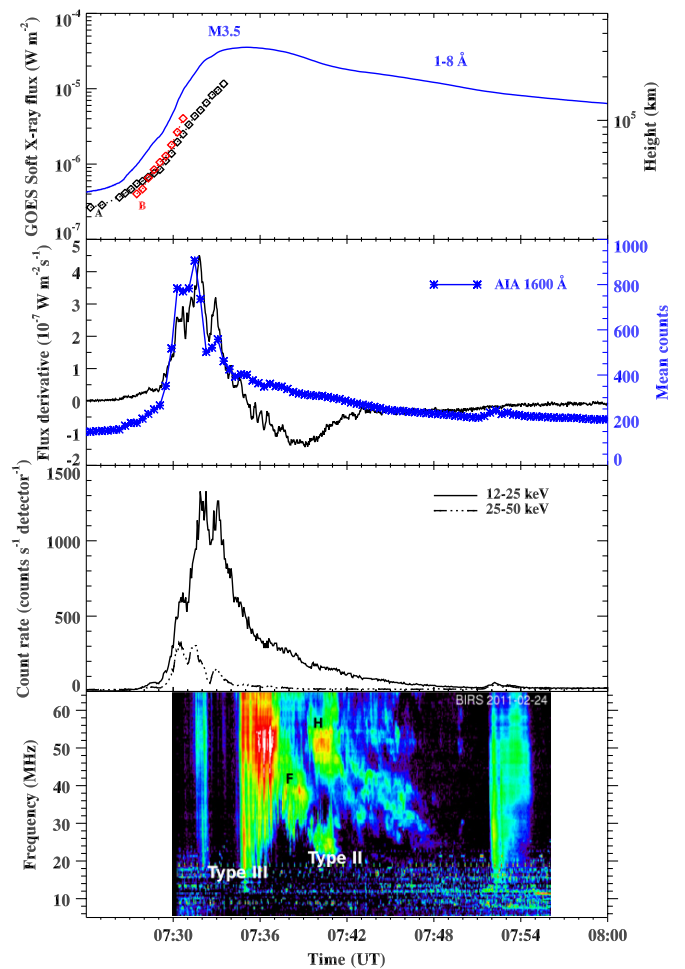 GOES Soft X-ray flux (W m⁻²)
10⁻⁴
10⁻⁵
10⁻⁶
10⁻⁷
M3.5
1-8 Å
A
B
10⁵
Height (km)
Flux derivative (10⁻⁷ W m⁻² s⁻¹)
5
4
3
2
1
0
-1
-2
AIA 1600 Å
1000
800
600
400
200
0
Mean counts
Count rate (counts s⁻¹ detector⁻¹)
1500
1000
500
0
12-25 keV
25-50 keV
Frequency (MHz)
60
50
40
30
20
10
BIRS 2011-02-24
H
F
Type II
Type III
07:30
07:36
07:42
07:48
07:54
08:00
Time (UT)